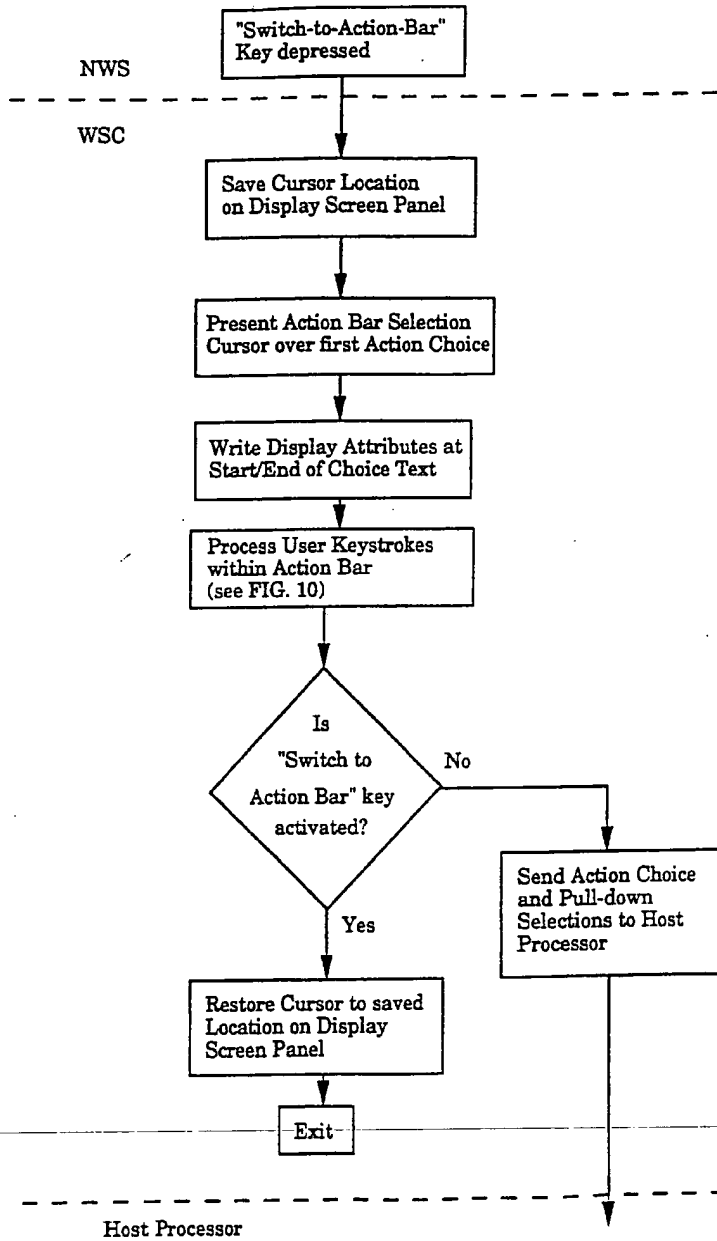 "Switch-to-Action-Bar"
Key depressed
NWS
WSC
Save Cursor Location
on Display Screen Panel
Present Action Bar Selection
Cursor over first Action Choice
Write Display Attributes at
Start/End of Choice Text
Process User Keystrokes
within Action Bar
(see FIG. 10)
Is
"Switch to
Action Bar" key
activated?
No
Yes
Send Action Choice
and Pull-down
Selections to Host
Processor
Restore Cursor to saved
Location on Display
Screen Panel
Exit
Host Processor